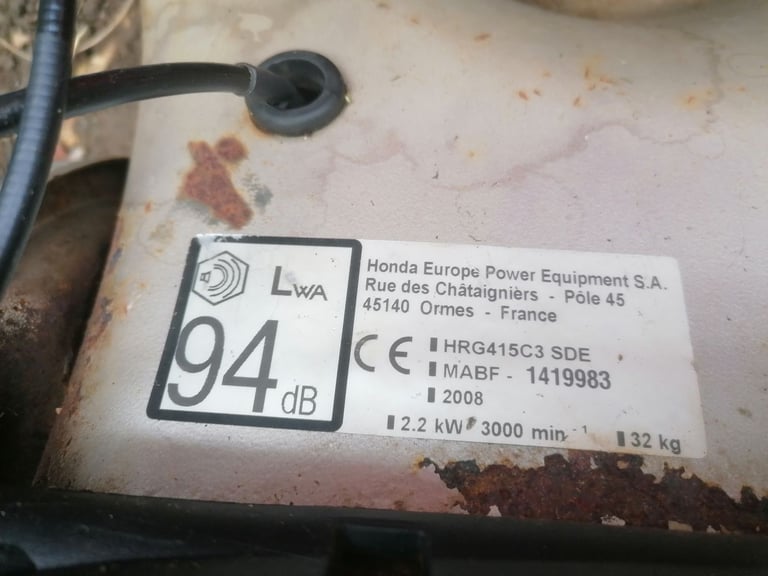 LWA
94 dB
Honda Europe Power Equipment S.A.
Rue des Châtaignièrs - Pôle 45
45140 Ormes - France
CE
HRG415C3 SDE
MABF - 1419983
2008
2.2 kW 3000 min-1 32 kg